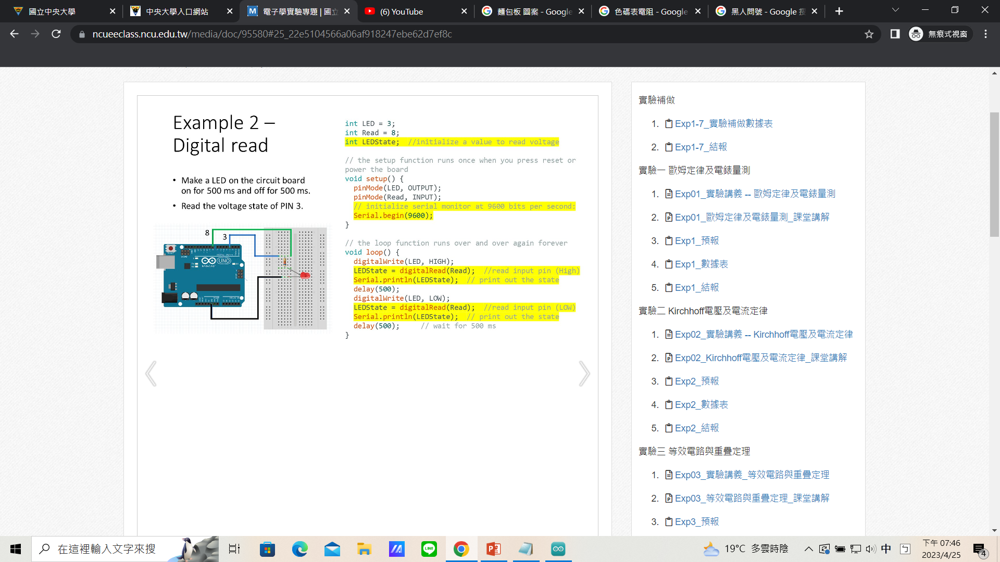 國立中央大學
中央大學入口網站
電子學實驗專題 | 國立
(6) YouTube
麵包板 圖案 - Google
色碼表電阻 - Google
黑人問號 - Google 搜
ncueeclass.ncu.edu.tw/media/doc/95580#25_22e5104566a06af918247ebe62d7ef8c
無痕式視窗
Example 2 –
Digital read
• Make a LED on the circuit board
on for 500 ms and off for 500 ms.
• Read the voltage state of PIN 3.
8
3
UNO
int LED = 3;
int Read = 8;
int LEDState;  //initialize a value to read voltage
// the setup function runs once when you press reset or
power the board
void setup() {
pinMode(LED, OUTPUT);
pinMode(Read, INPUT);
// initialize serial monitor at 9600 bits per second:
Serial.begin(9600);
}
// the loop function runs over and over again forever
void loop() {
digitalWrite(LED, HIGH);
LEDState = digitalRead(Read);  //read input pin (High)
Serial.println(LEDState);  // print out the state
delay(500);
digitalWrite(LED, LOW);
LEDState = digitalRead(Read);  //read input pin (LOW)
Serial.println(LEDState);  // print out the state
delay(500);     // wait for 500 ms
}
實驗補做
1. Exp1-7_實驗補做數據表
2. Exp1-7_結報
實驗一 歐姆定律及電錶量測
1. Exp01_實驗講義 -- 歐姆定律及電錶量測
2. Exp01_歐姆定律及電錶量測_課堂講解
3. Exp1_預報
4. Exp1_數據表
5. Exp1_結報
實驗二 Kirchhoff電壓及電流定律
1. Exp02_實驗講義 -- Kirchhoff電壓及電流定律
2. Exp02_Kirchhoff電壓及電流定律_課堂講解
3. Exp2_預報
4. Exp2_數據表
5. Exp2_結報
實驗三 等效電路與重疊定理
1. Exp03_實驗講義_等效電路與重疊定理
2. Exp03_等效電路與重疊定理_課堂講解
3. Exp3_預報
在這裡輸入文字來搜
LINE
19°C 多雲時陰
中
ㄅ
下午 07:46
2023/4/25
4